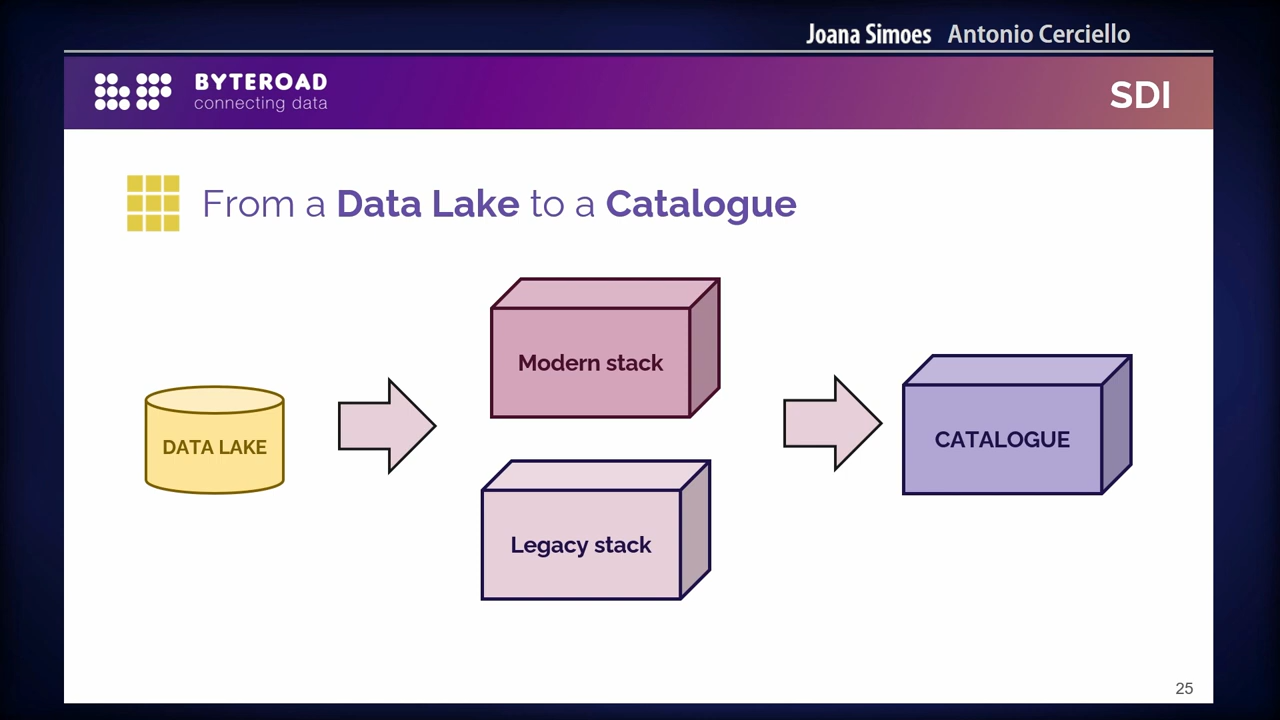 Joana Simoes Antonio Cerciello
BYTEROAD
connecting data
SDI
From a Data Lake to a Catalogue
Modern stack
DATA LAKE
CATALOGUE
Legacy stack
25